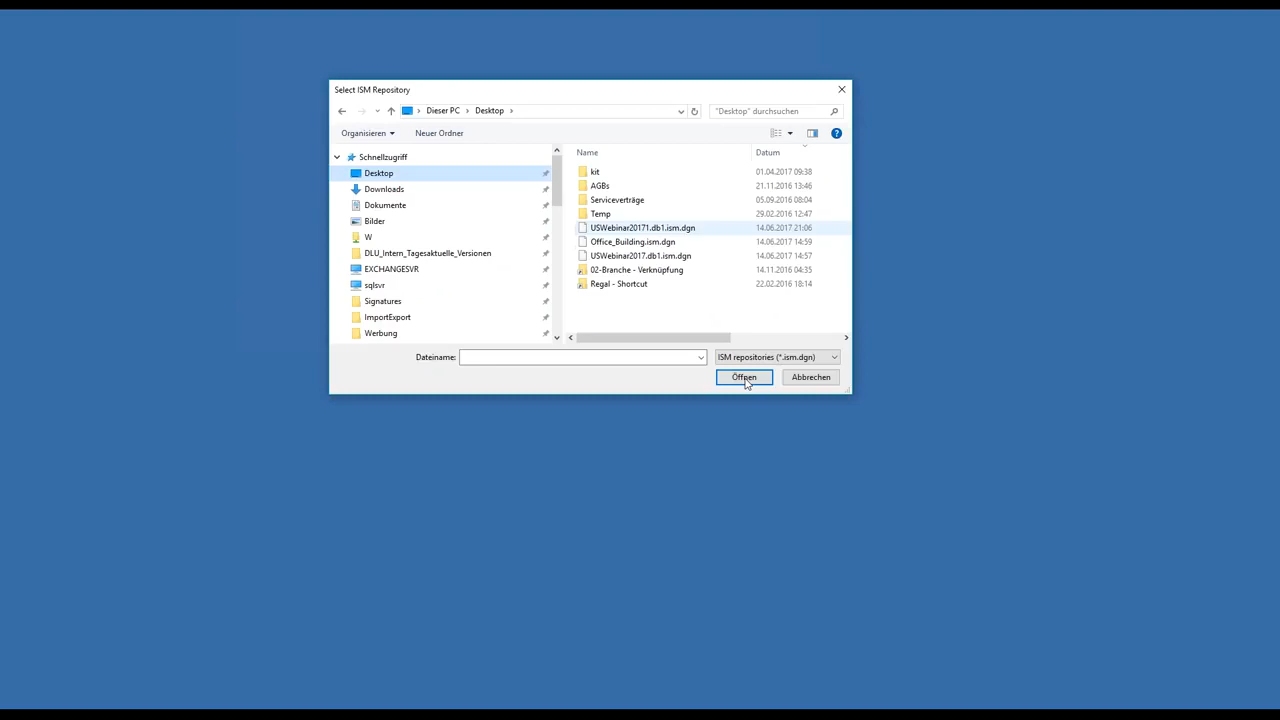 Select ISM Repository
Dieser PC
Desktop
"Desktop" durchsuchen
Organisieren
Neuer Ordner
Schnellzugriff
Desktop
Downloads
Dokumente
Bilder
W
DLU_Intern_Tagesaktuelle_Versionen
EXCHANGESVR
sqlsvr
Signatures
ImportExport
Werbung
Name Datum
kit 01.04.2017 09:38
AGBs 21.11.2016 13:46
Serviceverträge 05.09.2016 08:04
Temp 29.02.2016 12:47
USWebinar20171.db1.ism.dgn 14.06.2017 21:06
Office_Building.ism.dgn 14.06.2017 14:59
USWebinar2017.db1.ism.dgn 14.06.2017 14:57
02-Branche - Verknüpfung 14.11.2016 04:35
Regal - Shortcut 22.02.2016 18:14
Dateiname:
ISM repositories (*.ism.dgn)
Öffnen
Abbrechen